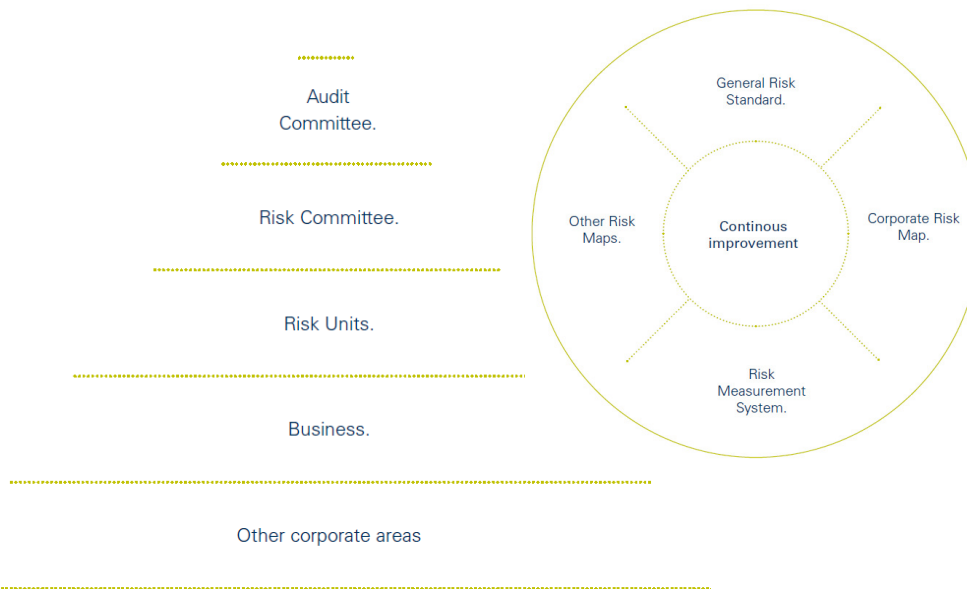 Audit
Committee.
Risk Committee.
Risk Units.
Business.
Other corporate areas
General Risk
Standard.
Other Risk
Maps.
Continous
improvement
Corporate Risk
Map.
Risk
Measurement
System.